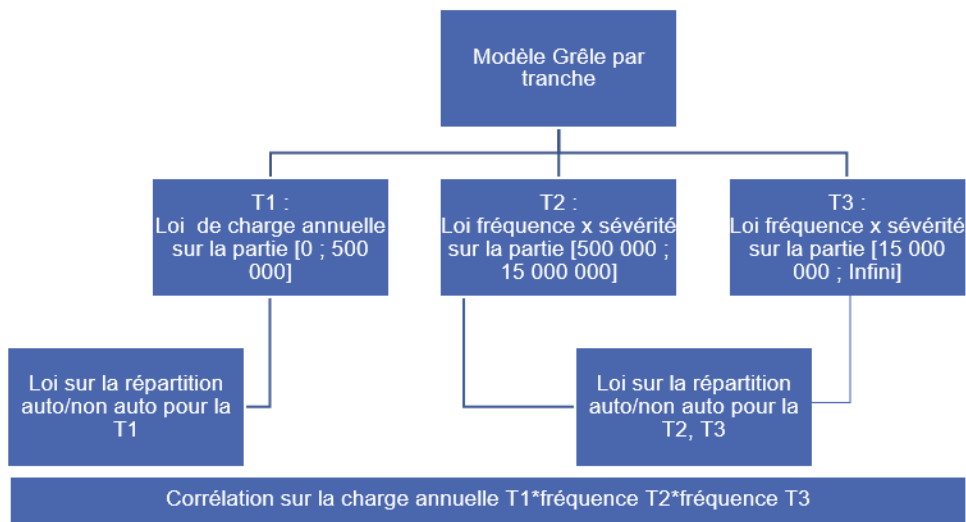 Modèle Grêle par
tranche
T1 :
Loi de charge annuelle
sur la partie [0 ; 500
000]
T2 :
Loi fréquence x sévérité
sur la partie [500 000 ;
15 000 000]
T3 :
Loi fréquence x sévérité
sur la partie [15 000
000 ; Infini]
Loi sur la répartition
auto/non auto pour la
T1
Loi sur la répartition
auto/non auto pour la
T2, T3
Corrélation sur la charge annuelle T1*fréquence T2*fréquence T3